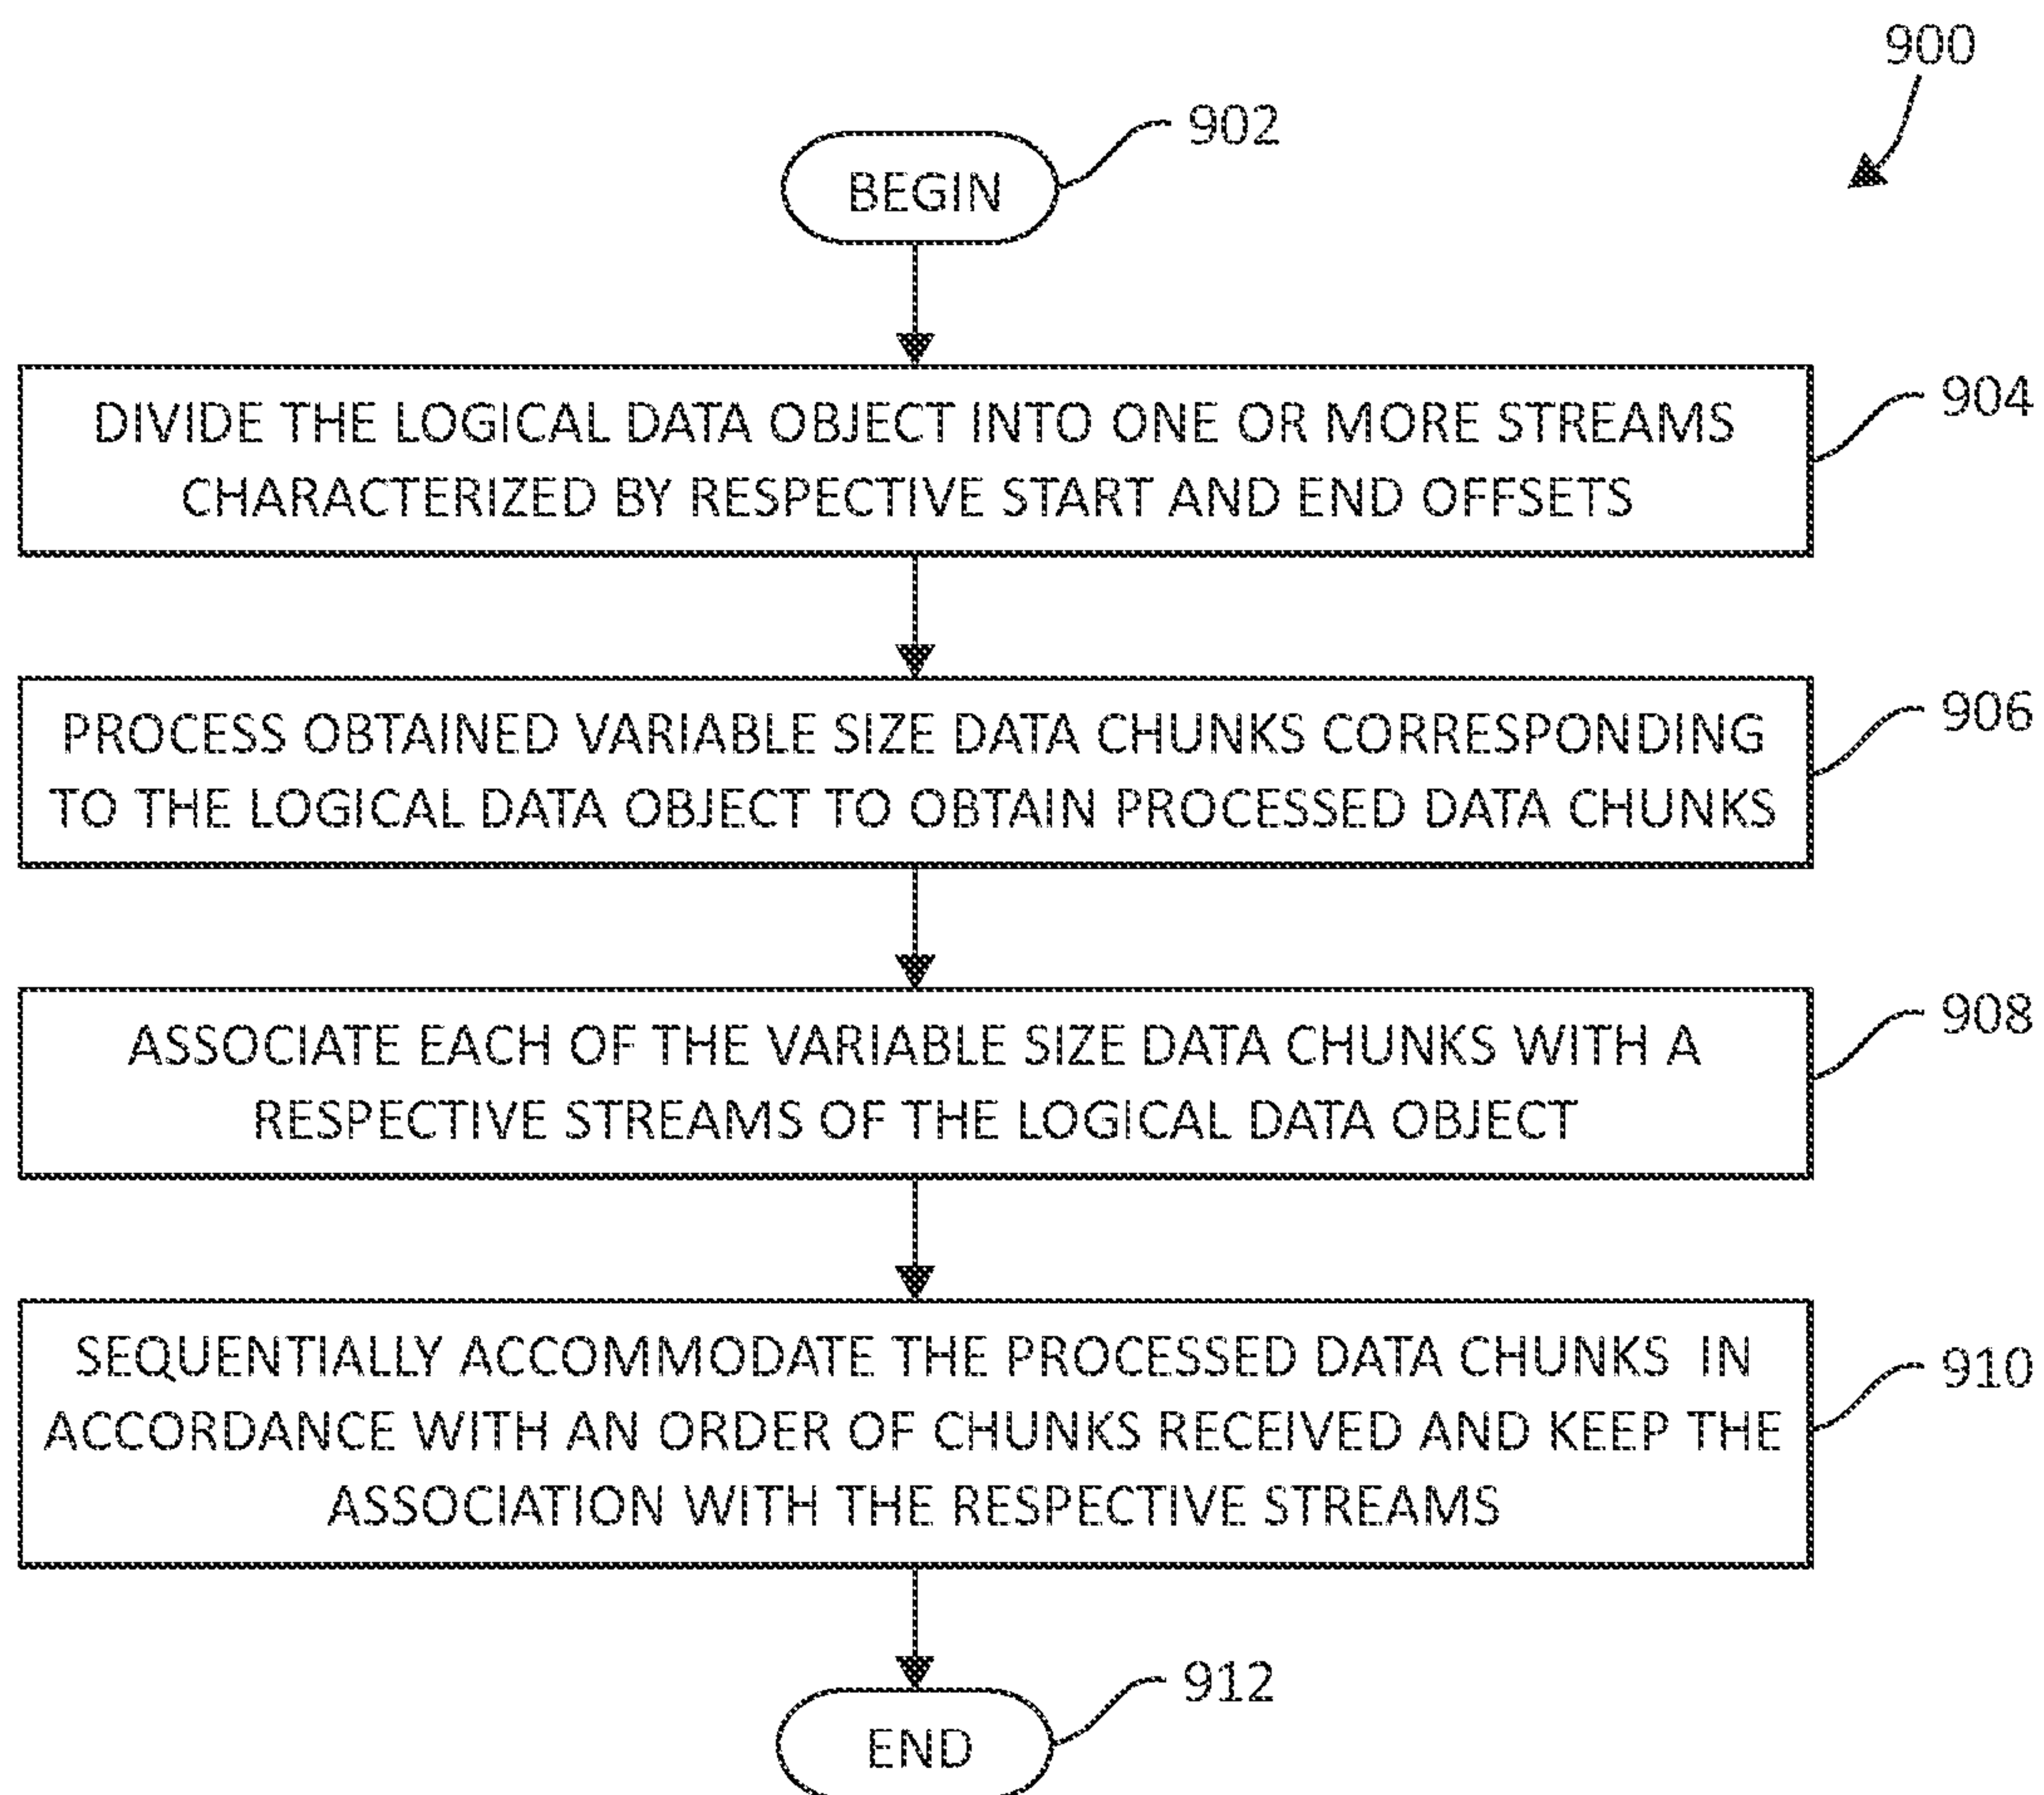 900
902
BEGIN
904
DIVIDE THE LOGICAL DATA OBJECT INTO ONE OR MORE STREAMS
CHARACTERIZED BY RESPECTIVE START AND END OFFSETS
906
PROCESS OBTAINED VARIABLE SIZE DATA CHUNKS CORRESPONDING
TO THE LOGICAL DATA OBJECT TO OBTAIN PROCESSED DATA CHUNKS
908
ASSOCIATE EACH OF THE VARIABLE SIZE DATA CHUNKS WITH A
RESPECTIVE STREAMS OF THE LOGICAL DATA OBJECT
910
SEQUENTIALLY ACCOMMODATE THE PROCESSED DATA CHUNKS IN
ACCORDANCE WITH AN ORDER OF CHUNKS RECEIVED AND KEEP THE
ASSOCIATION WITH THE RESPECTIVE STREAMS
912
END